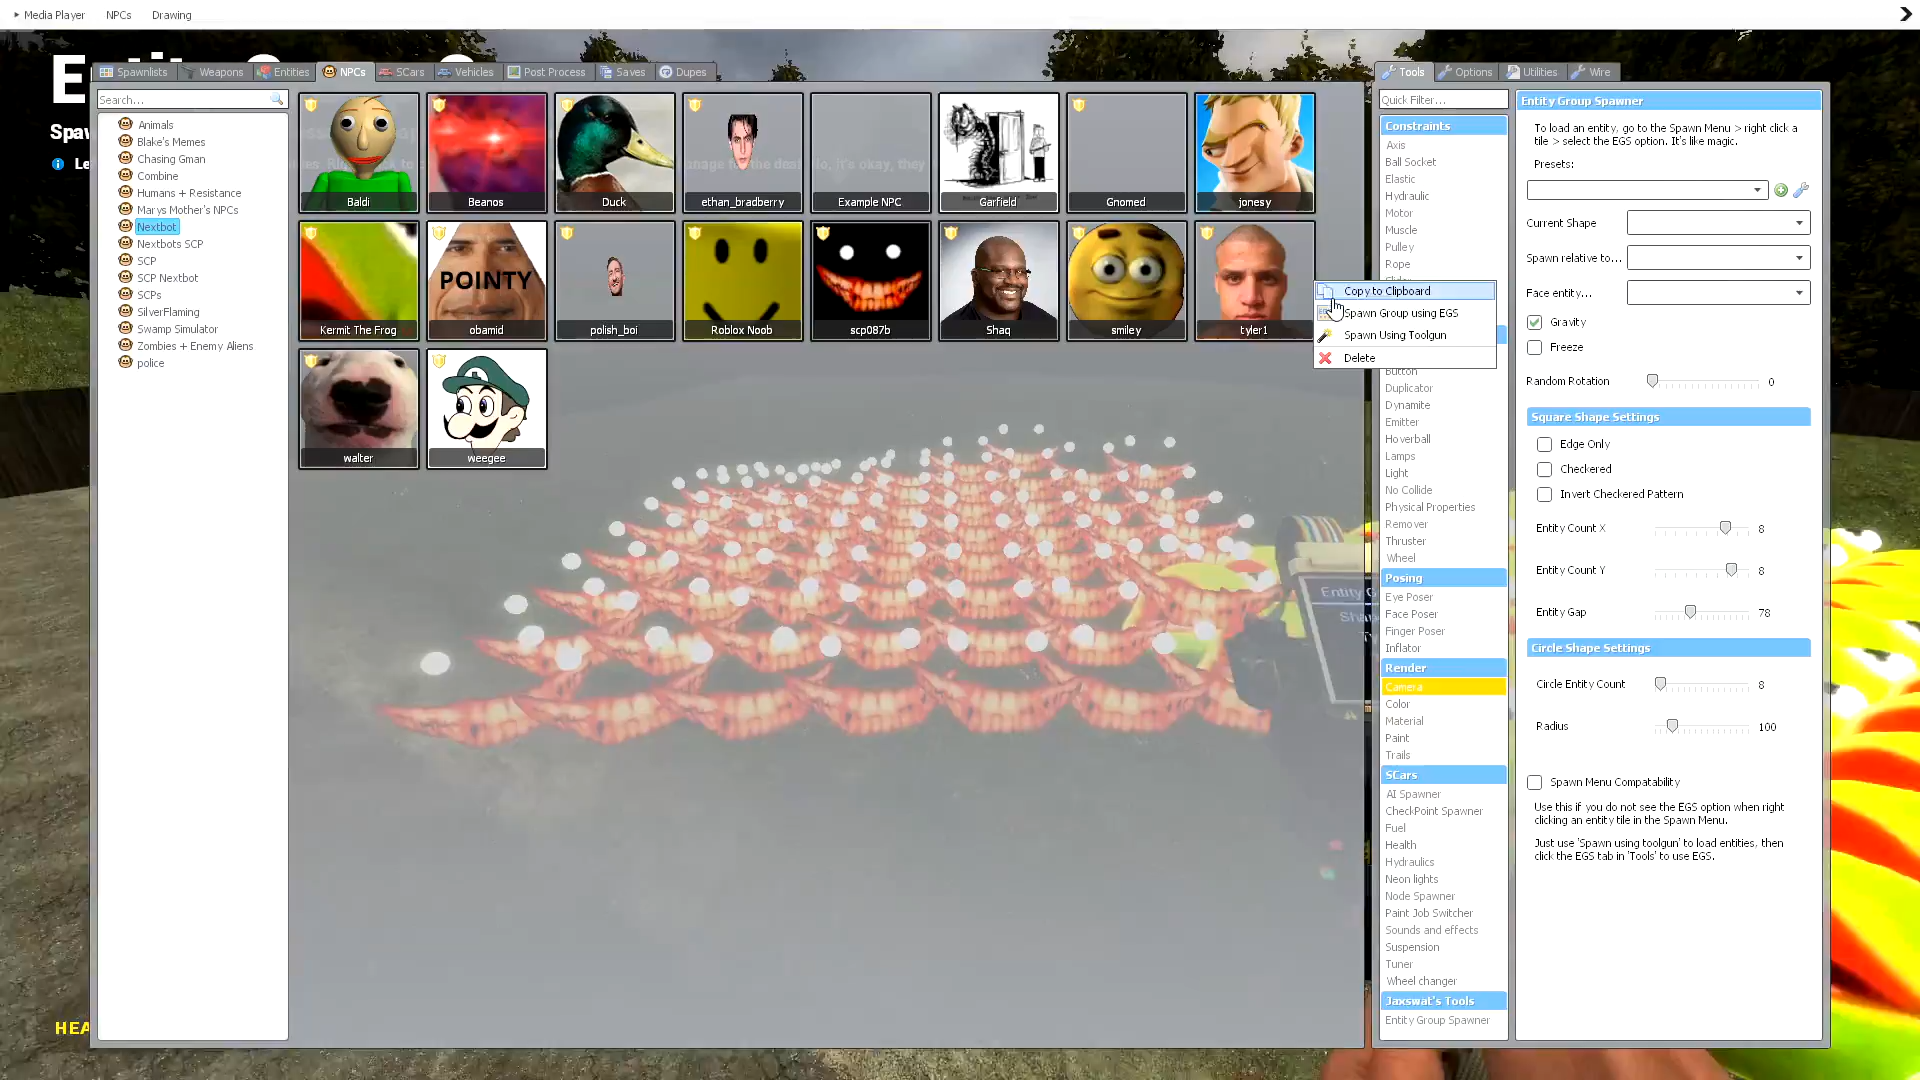 Media Player
NPCs
Drawing
Spawnlists
Weapons
Entities
NPCs
SCars
Vehicles
Post Process
Saves
Dupes
Tools
Options
Utilities
Wire
Search...
Animals
Blake's Memes
Chasing Gman
Combine
Humans + Resistance
Marys Mother's NPCs
Nextbot
Nextbots SCP
SCP
SCP Nextbot
SCPs
SilverFlaming
Swamp Simulator
Zombies + Enemy Aliens
police
Baldi
Beanos
Duck
ethan_bradberry
Example NPC
Garfield
Gnomed
jonesy
Kermit The Frog
POINTY
obamid
polish_boi
Roblox Noob
scp087b
Shaq
smiley
tyler1
walter
weegee
Copy to Clipboard
Spawn Group using EGS
Spawn Using Toolgun
Delete
Quick Filter...
Constraints
Axis
Ball Socket
Elastic
Hydraulic
Motor
Muscle
Pulley
Rope
Button
Duplicator
Dynamite
Emitter
Hoverball
Lamps
Light
No Collide
Physical Properties
Remover
Thruster
Wheel
Posing
Eye Poser
Face Poser
Finger Poser
Inflator
Render
Camera
Color
Material
Paint
Trails
SCars
AI Spawner
CheckPoint Spawner
Fuel
Health
Hydraulics
Neon lights
Node Spawner
Paint Job Switcher
Sounds and effects
Suspension
Tuner
Wheel changer
Jaxswat's Tools
Entity Group Spawner
Entity Group Spawner
To load an entity, go to the Spawn Menu > right click a
tile > select the EGS option. It's like magic.
Presets:
Current Shape
Spawn relative to...
Face entity...
Gravity
Freeze
Random Rotation 0
Square Shape Settings
Edge Only
Checkered
Invert Checkered Pattern
Entity Count X 8
Entity Count Y 8
Entity Gap 78
Circle Shape Settings
Circle Entity Count 8
Radius 100
Spawn Menu Compatability
Use this if you do not see the EGS option when right
clicking an entity tile in the Spawn Menu.
Just use 'Spawn using toolgun' to load entities, then
click the EGS tab in 'Tools' to use EGS.